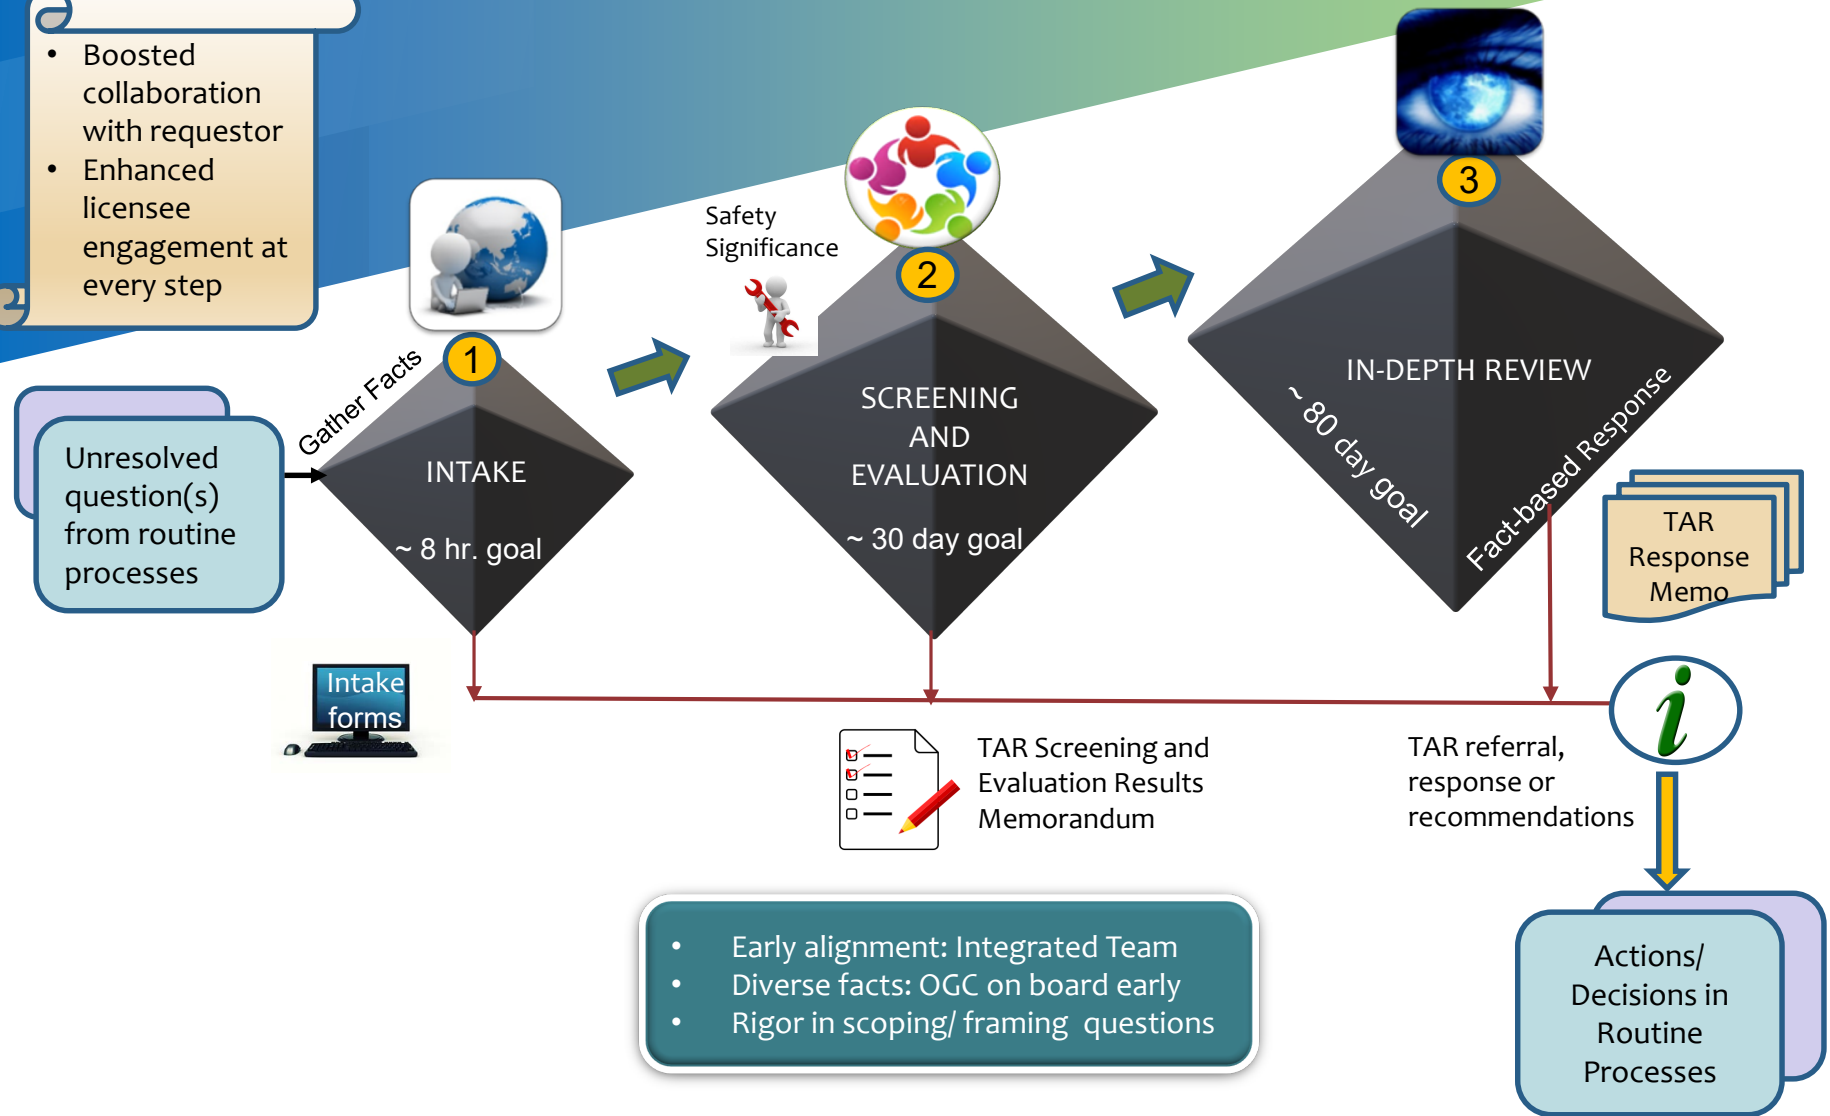 • Boosted
collaboration
with requestor
• Enhanced
licensee
engagement at
every step
Unresolved
question(s)
from routine
processes
Gather Facts
1
INTAKE
~ 8 hr. goal
Intake
forms
Safety
Significance
2
SCREENING
AND
EVALUATION
~ 30 day goal
TAR Screening and
Evaluation Results
Memorandum
3
IN-DEPTH REVIEW
~ 80 day goal
Fact-based Response
TAR
Response
Memo
i
TAR referral,
response or
recommendations
• Early alignment: Integrated Team
• Diverse facts: OGC on board early
• Rigor in scoping/ framing questions
Actions/
Decisions in
Routine
Processes